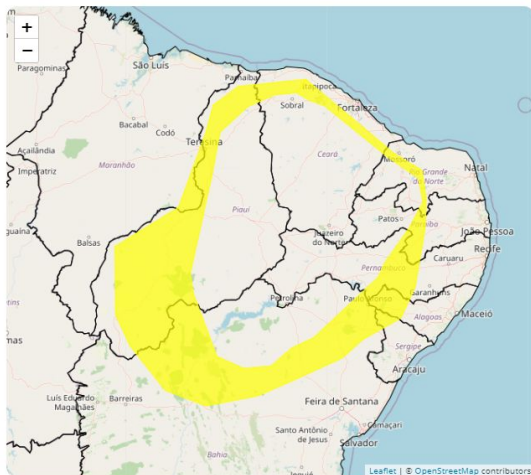 +
−
Paragominas
São Luís
Parnaíba
Itapipoca
Sobral
Fortaleza
Bacabal
Codó
Teresina
Açailândia
Imperatriz
Maranhão
Ceará
Mossoró
Rio Grande
do Norte
Natal
Piauí
Patos
Paraíba
João Pessoa
Balsas
Juazeiro
do Norte
Recife
Caruaru
Pernambuco
Garanhuns
Petrolina
Paulo Afonso
Alagoas
Maceió
Sergipe
Aracaju
Luís Eduardo
Magalhães
Barreiras
Feira de Santana
Santo Antônio
de Jesus
Camaçari
Salvador
Leaflet | © OpenStreetMap contributors